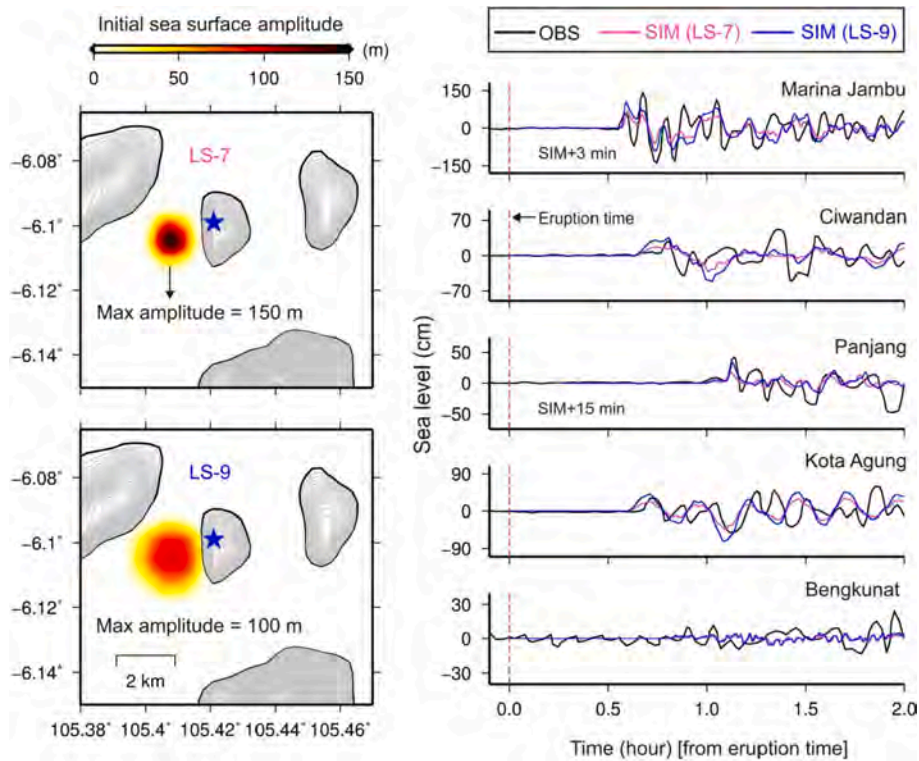 Initial sea surface amplitude
(m)
0 50 100 150
LS-7
−6.08˚
−6.1˚
−6.12˚
−6.14˚
Max amplitude = 150 m
LS-9
−6.08˚
−6.1˚
−6.12˚
−6.14˚
Max amplitude = 100 m
2 km
105.38˚ 105.4˚ 105.42˚ 105.44˚ 105.46˚
OBS SIM (LS-7) SIM (LS-9)
Marina Jambu
150
0
−150
SIM+3 min
Ciwandan
70
0
−70
Eruption time
Panjang
50
0
−50
SIM+15 min
Kota Agung
90
0
−90
Bengkunat
30
0
−30
Sea level (cm)
0.0 0.5 1.0 1.5 2.0
Time (hour) [from eruption time]